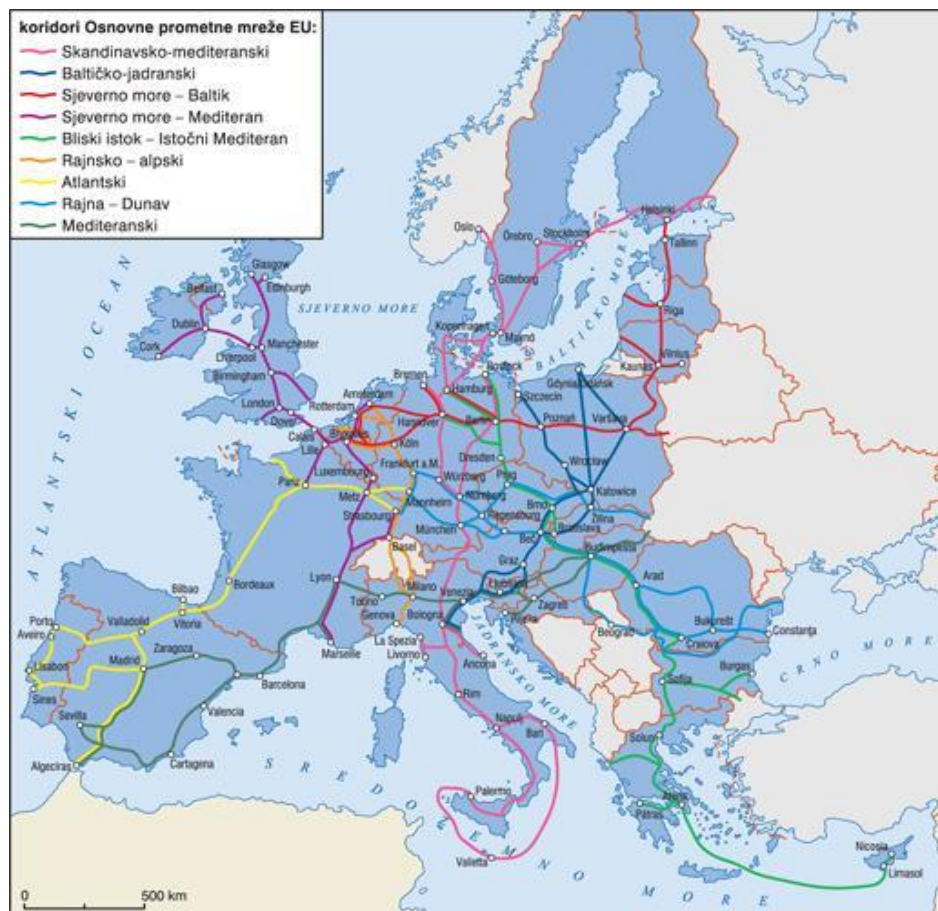 koridori Osnovne prometne mreže EU:
Skandinavsko-mediteranski
Baltičko-jadranski
Sjeverno more – Baltik
Sjeverno more – Mediteran
Bliski istok – Istočni Mediteran
Rajnsko – alpski
Atlantski
Rajna – Dunav
Mediteranski
Helsinki
Oslo
Örebro
Stockholm
Tallinn
Göteborg
Glasgow
Edinburgh
Belfast
SJEVERNO MORE
BALTIČKO MORE
ATLANTSKI OCEAN
Riga
Dublin
Kopenhagen
Malmö
Cork
Liverpool
Manchester
Vilnius
Kaunas
Birmingham
Rostock
Bremen
Hamburg
Gdynia
Gdańsk
Szczecin
Amsterdam
London
Rotterdam
Hannover
Berlin
Poznań
Varšava
Dover
Calais
Bruxelles
Köln
Lille
Dresden
Wrocław
Frankfurt a.M.
Luxembourg
Würzburg
Prag
Katowice
Pariz
Metz
Mannheim
Nürnberg
Brno
Žilina
Strasbourg
Regensburg
Bratislava
München
Beč
Basel
Budimpešta
Graz
Lyon
Milano
Venezia
Ljubljana
Arad
Bordeaux
Torino
Zagreb
Bilbao
Genova
Bologna
Rijeka
Beograd
Bukurešt
Constanța
Porto
Valladolid
Vitoria
La Spezia
Craiova
Aveiro
Zaragoza
Marseille
Livorno
Ancona
JADRANSKO MORE
Burgas
CRNO MORE
Madrid
Barcelona
Sofija
Lisabon
Rim
Sines
Valencia
Sevilla
Napulj
Bari
Solun
Algeciras
Cartagena
Palermo
Atena
Pátras
SREDOZEMNO MORE
Valletta
Nicosia
Limasol
0 500 km